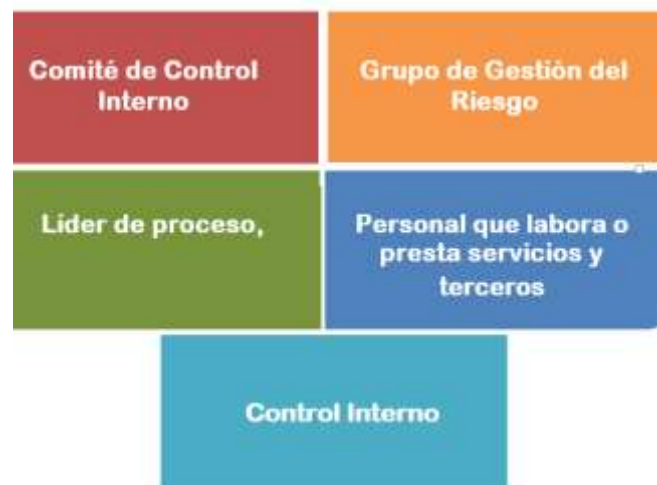 Comité de Control
Interno
Grupo de Gestión del
Riesgo
Lider de proceso,
Personal que labora o
presta servicios y
terceros
Control Interno